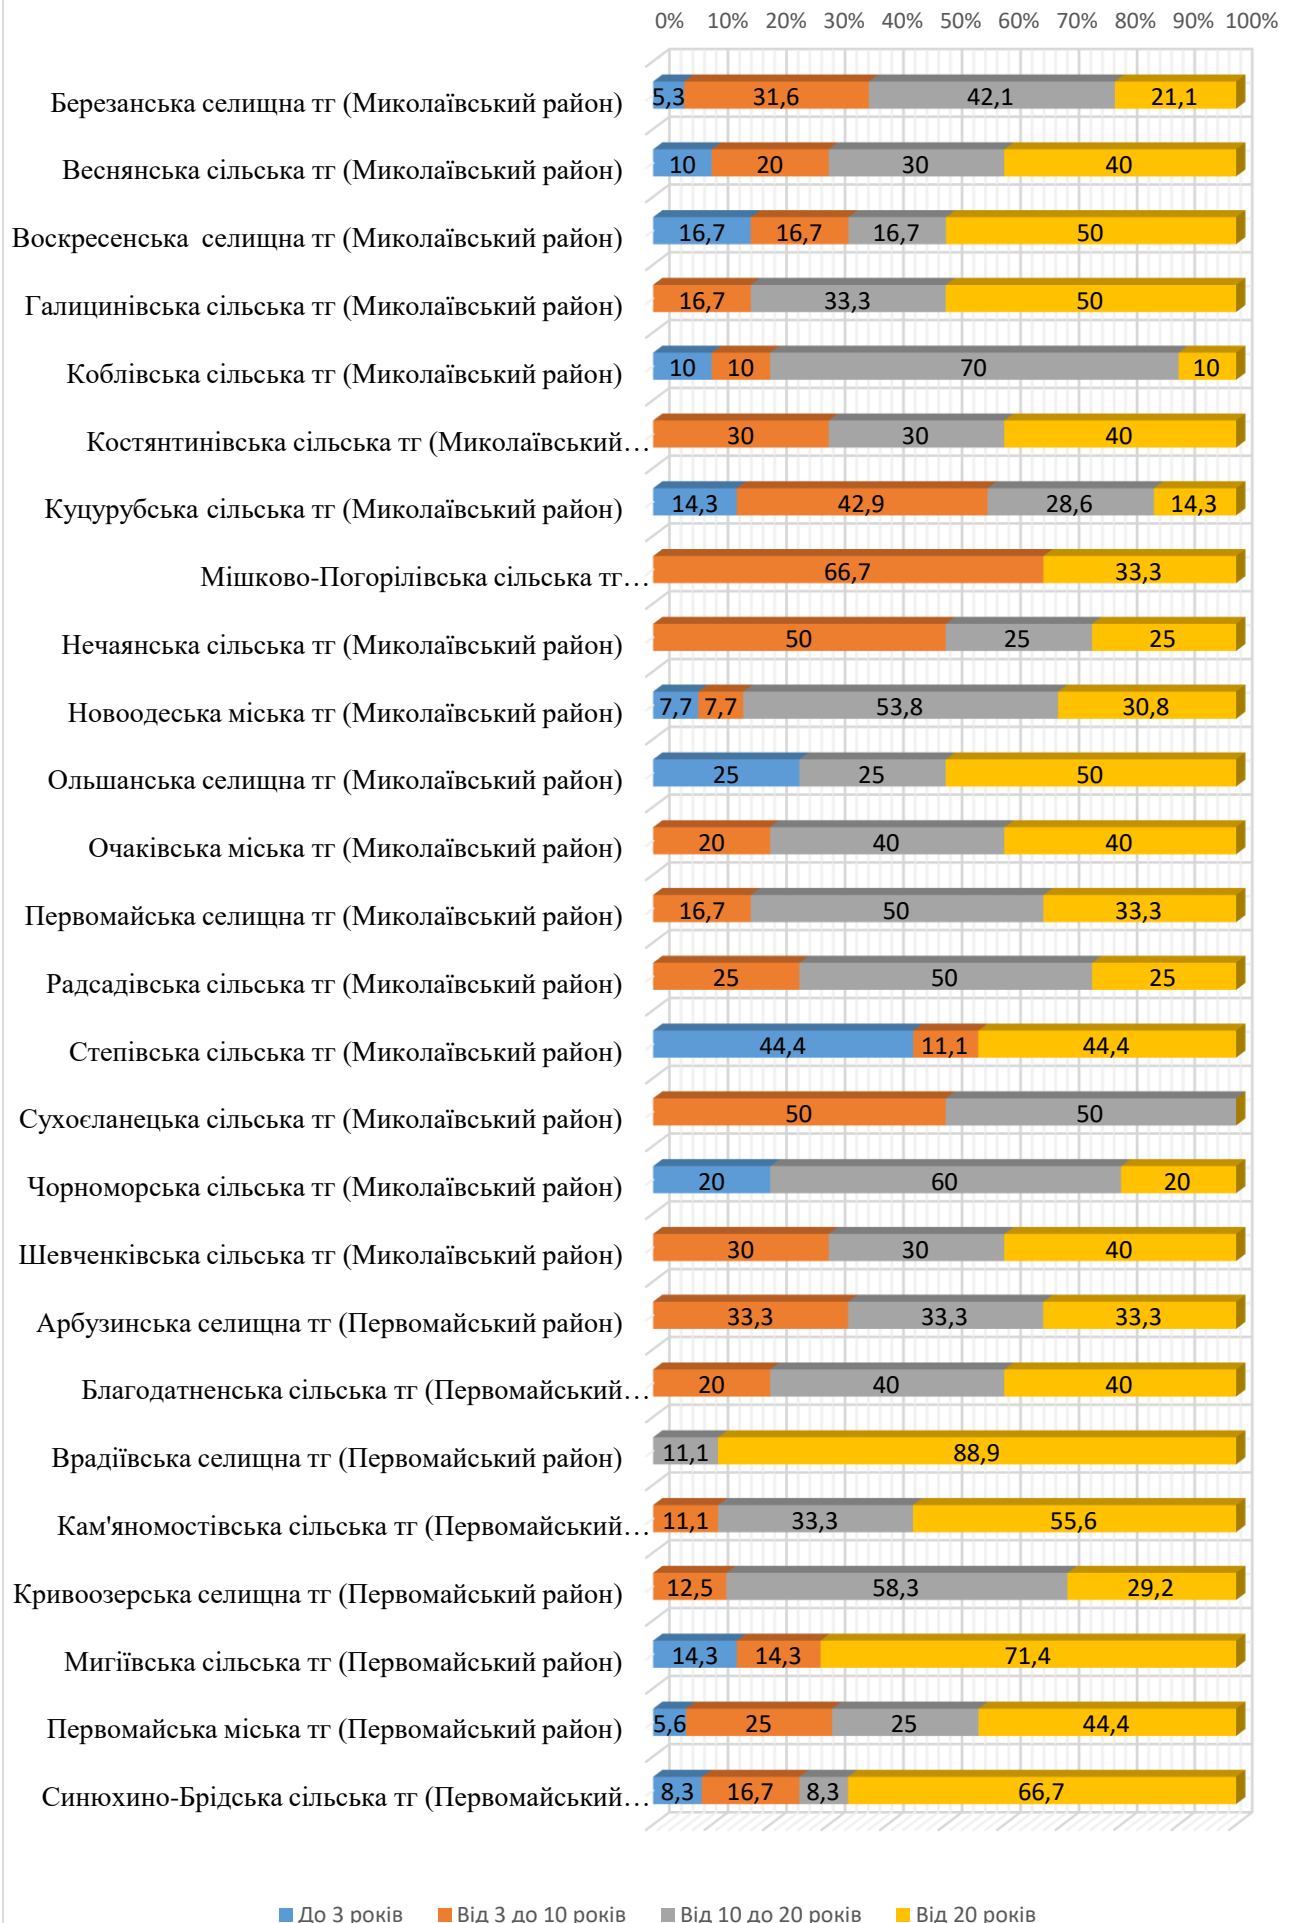 0% 10% 20% 30% 40% 50% 60% 70% 80% 90% 100%
Березанська селищна тг (Миколаївський район) 5,3 31,6 42,1 21,1
Веснянська сільська тг (Миколаївський район) 10 20 30 40
Воскресенська селищна тг (Миколаївський район) 16,7 16,7 16,7 50
Галицинівська сільська тг (Миколаївський район) 16,7 33,3 50
Коблівська сільська тг (Миколаївський район) 10 10 70 10
Костянтинівська сільська тг (Миколаївський… 30 30 40
Куцурубська сільська тг (Миколаївський район) 14,3 42,9 28,6 14,3
Мішково-Погорілівська сільська тг… 66,7 33,3
Нечаянська сільська тг (Миколаївський район) 50 25 25
Новоодеська міська тг (Миколаївський район) 7,7 7,7 53,8 30,8
Ольшанська селищна тг (Миколаївський район) 25 25 50
Очаківська міська тг (Миколаївський район) 20 40 40
Первомайська селищна тг (Миколаївський район) 16,7 50 33,3
Радсадівська сільська тг (Миколаївський район) 25 50 25
Степівська сільська тг (Миколаївський район) 44,4 11,1 44,4
Сухоєланецька сільська тг (Миколаївський район) 50 50
Чорноморська сільська тг (Миколаївський район) 20 60 20
Шевченківська сільська тг (Миколаївський район) 30 30 40
Арбузинська селищна тг (Первомайський район) 33,3 33,3 33,3
Благодатненська сільська тг (Первомайський… 20 40 40
Врадіївська селищна тг (Первомайський район) 11,1 88,9
Кам'яномостівська сільська тг (Первомайський… 11,1 33,3 55,6
Кривоозерська селищна тг (Первомайський район) 12,5 58,3 29,2
Мигіївська сільська тг (Первомайський район) 14,3 14,3 71,4
Первомайська міська тг (Первомайський район) 5,6 25 25 44,4
Синюхино-Брідська сільська тг (Первомайський… 8,3 16,7 8,3 66,7
До 3 років Від 3 до 10 років Від 10 до 20 років Від 20 років